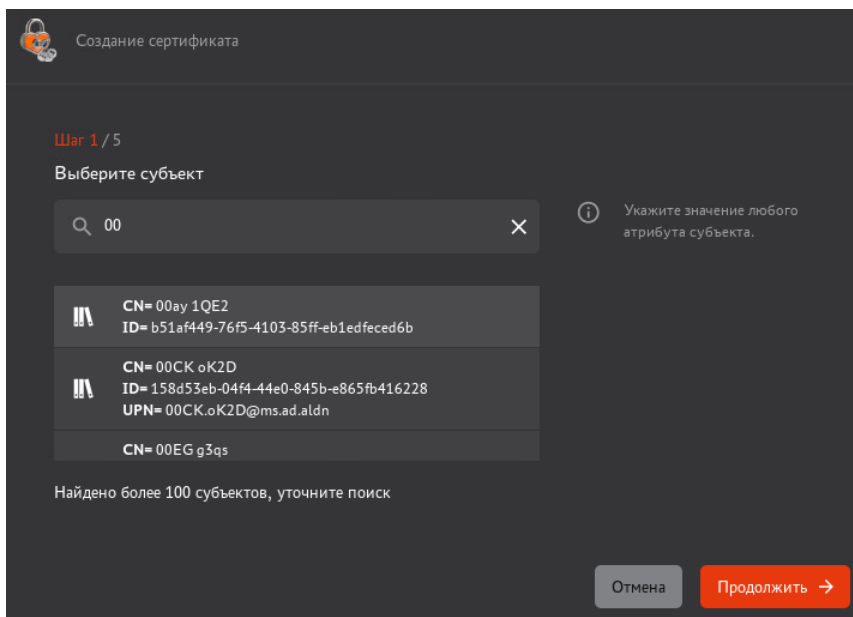 Создание сертификата
Шаг 1 / 5
Выберите субъект
00
Укажите значение любого
атрибута субъекта.
CN= 00ay 1QE2
ID= b51af449-76f5-4103-85ff-eb1edfeced6b
CN= 00CK oK2D
ID= 158d53eb-04f4-44e0-845b-e865fb416228
UPN= 00CK.oK2D@ms.ad.aldn
CN= 00EG g3qs
Найдено более 100 субъектов, уточните поиск
Отмена
Продолжить →